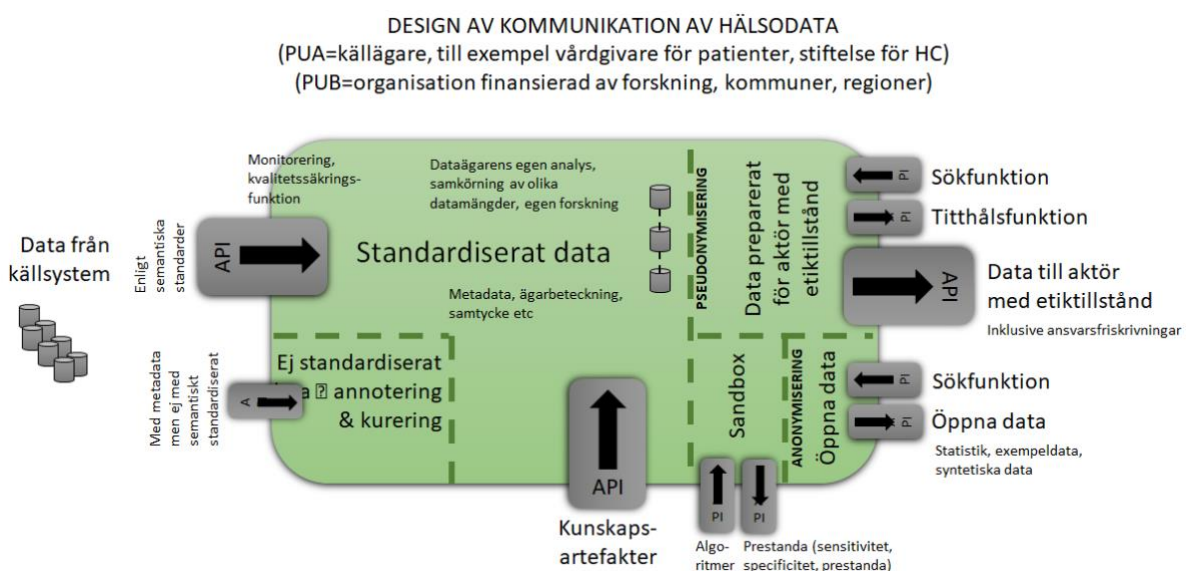 DESIGN AV KOMMUNIKATION AV HÄLSODATA
(PUA=källägare, till exempel vårdgivare för patienter, stiftelse för HC)
(PUB=organisation finansierad av forskning, kommuner, regioner)
Data från
källsystem
Enligt
semantiska
standarder
API
Monitorering,
kvalitetssäkrings-
funktion
Dataägarens egen analys,
samkörning av olika
datamängder, egen forskning
Standardiserat data
Metadata, ägarbeteckning,
samtycke etc
Med metadata
men ej med
semantiskt
standardiserat
A
Ej standardiserat
annotering
& kurering
API
Kunskaps-
artefakter
PSEUDONYMISERING
Data preparerat
för aktör med
etiktillstånd
PI
Sökfunktion
PI
Titthålsfunktion
API
Data till aktör
med etiktillstånd
Inklusive ansvarsfriskrivningar
Sandbox
ANONYMISERING
Öppna data
PI
Sökfunktion
PI
Öppna data
Statistik, exempeldata,
syntetiska data
PI
Algo-
ritmer
PI
Prestanda (sensitivitet,
specificitet, prestanda)